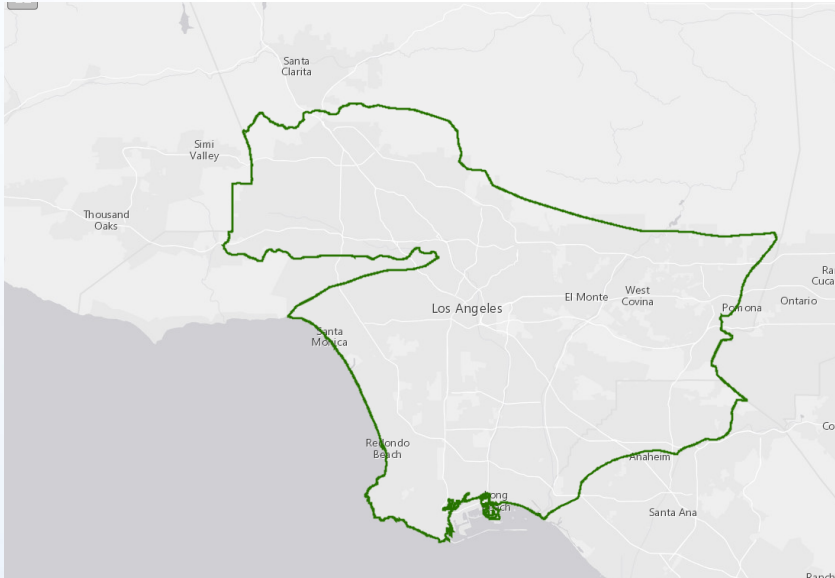 Santa
Clarita
Simi
Valley
Thousand
Oaks
Los Angeles
El Monte
West
Covina
Pomona
Ontario
Santa
Monica
Redondo
Beach
Anaheim
Santa Ana